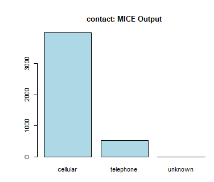 contact: MICE Output
3000
2000
1000
0
cellular
telephone
unknown